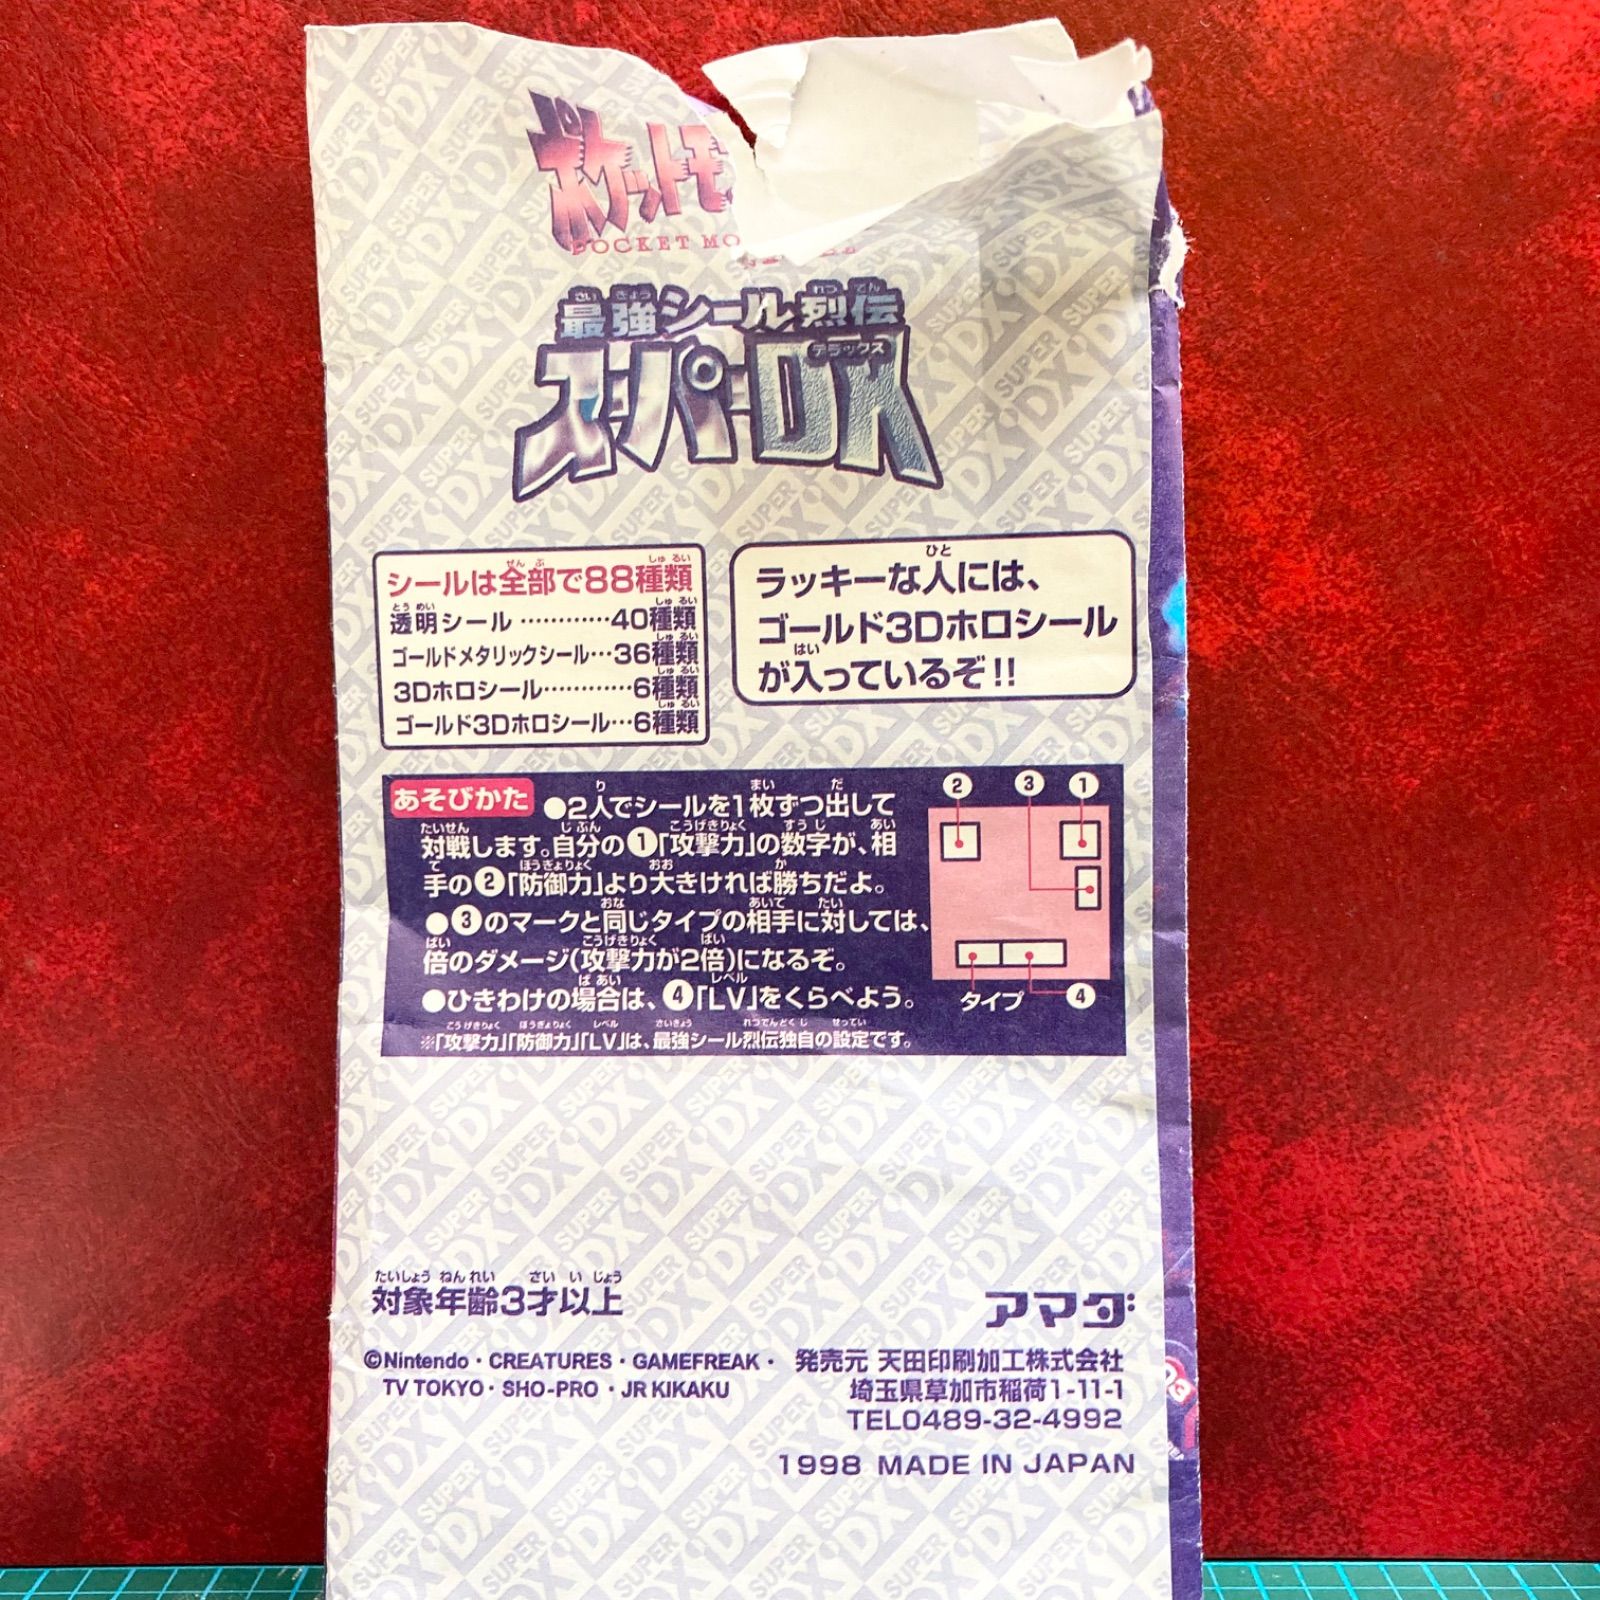 ポケットモ
POCKET MO
最強シール烈伝
スーパーDX
デラックス
シールは全部で88種類
透明シール…………40種類
ゴールドメタリックシール…36種類
3Dホロシール…………6種類
ゴールド3Dホロシール…6種類
ラッキーな人には、
ゴールド3Dホロシール
が入っているぞ!!
あそびかた
●2人でシールを1枚ずつ出して
対戦します。自分の❶「攻撃力」の数字が、相
手の❷「防御力」より大きければ勝ちだよ。
●❸のマークと同じタイプの相手に対しては、
倍のダメージ(攻撃力が2倍)になるぞ。
●ひきわけの場合は、❹「LV」をくらべよう。
※「攻撃力」「防御力」「LV」は、最強シール烈伝独自の設定です。
2 3 1
タイプ 4
対象年齢3才以上
アマダ
©Nintendo・CREATURES・GAMEFREAK・
TV TOKYO・SHO-PRO・JR KIKAKU
発売元 天田印刷加工株式会社
埼玉県草加市稲荷1-11-1
TEL0489-32-4992
1998 MADE IN JAPAN
SUPER DX